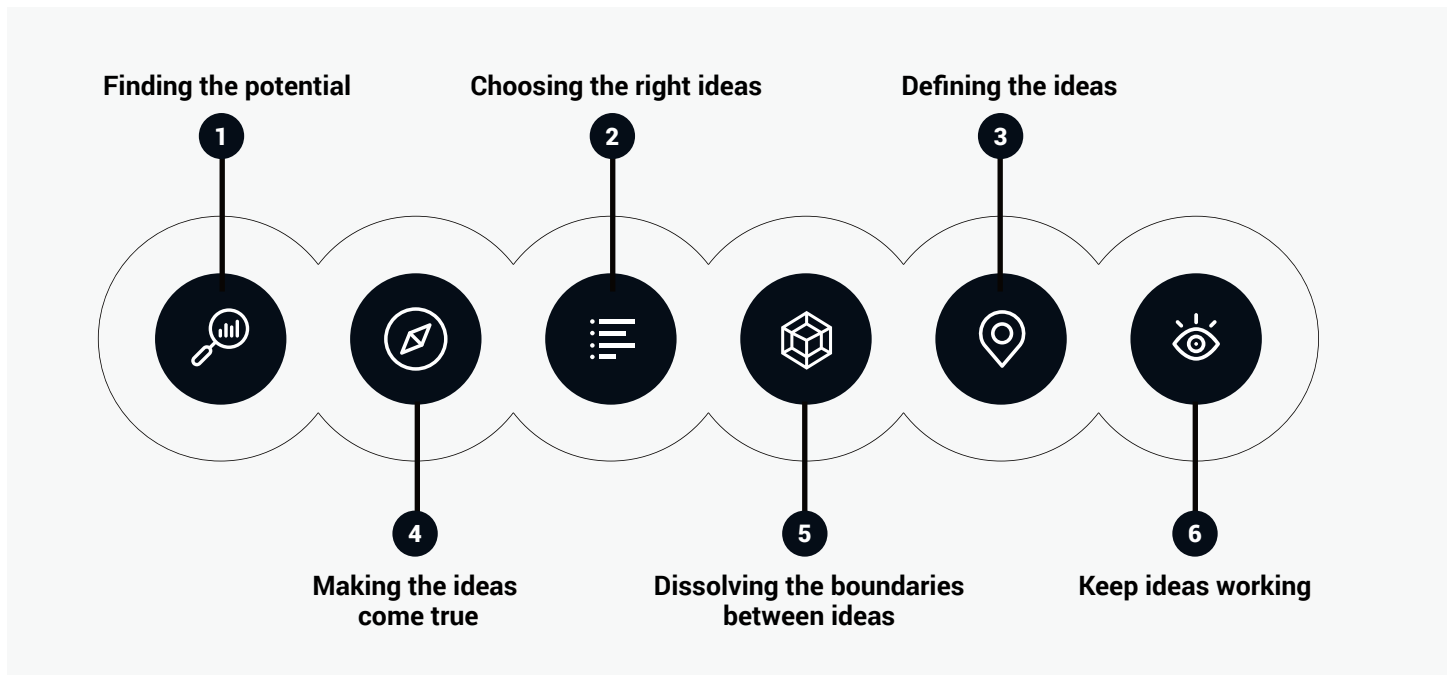 Finding the potential
1
Choosing the right ideas
2
Defining the ideas
3
4
Making the ideas
come true
5
Dissolving the boundaries
between ideas
6
Keep ideas working